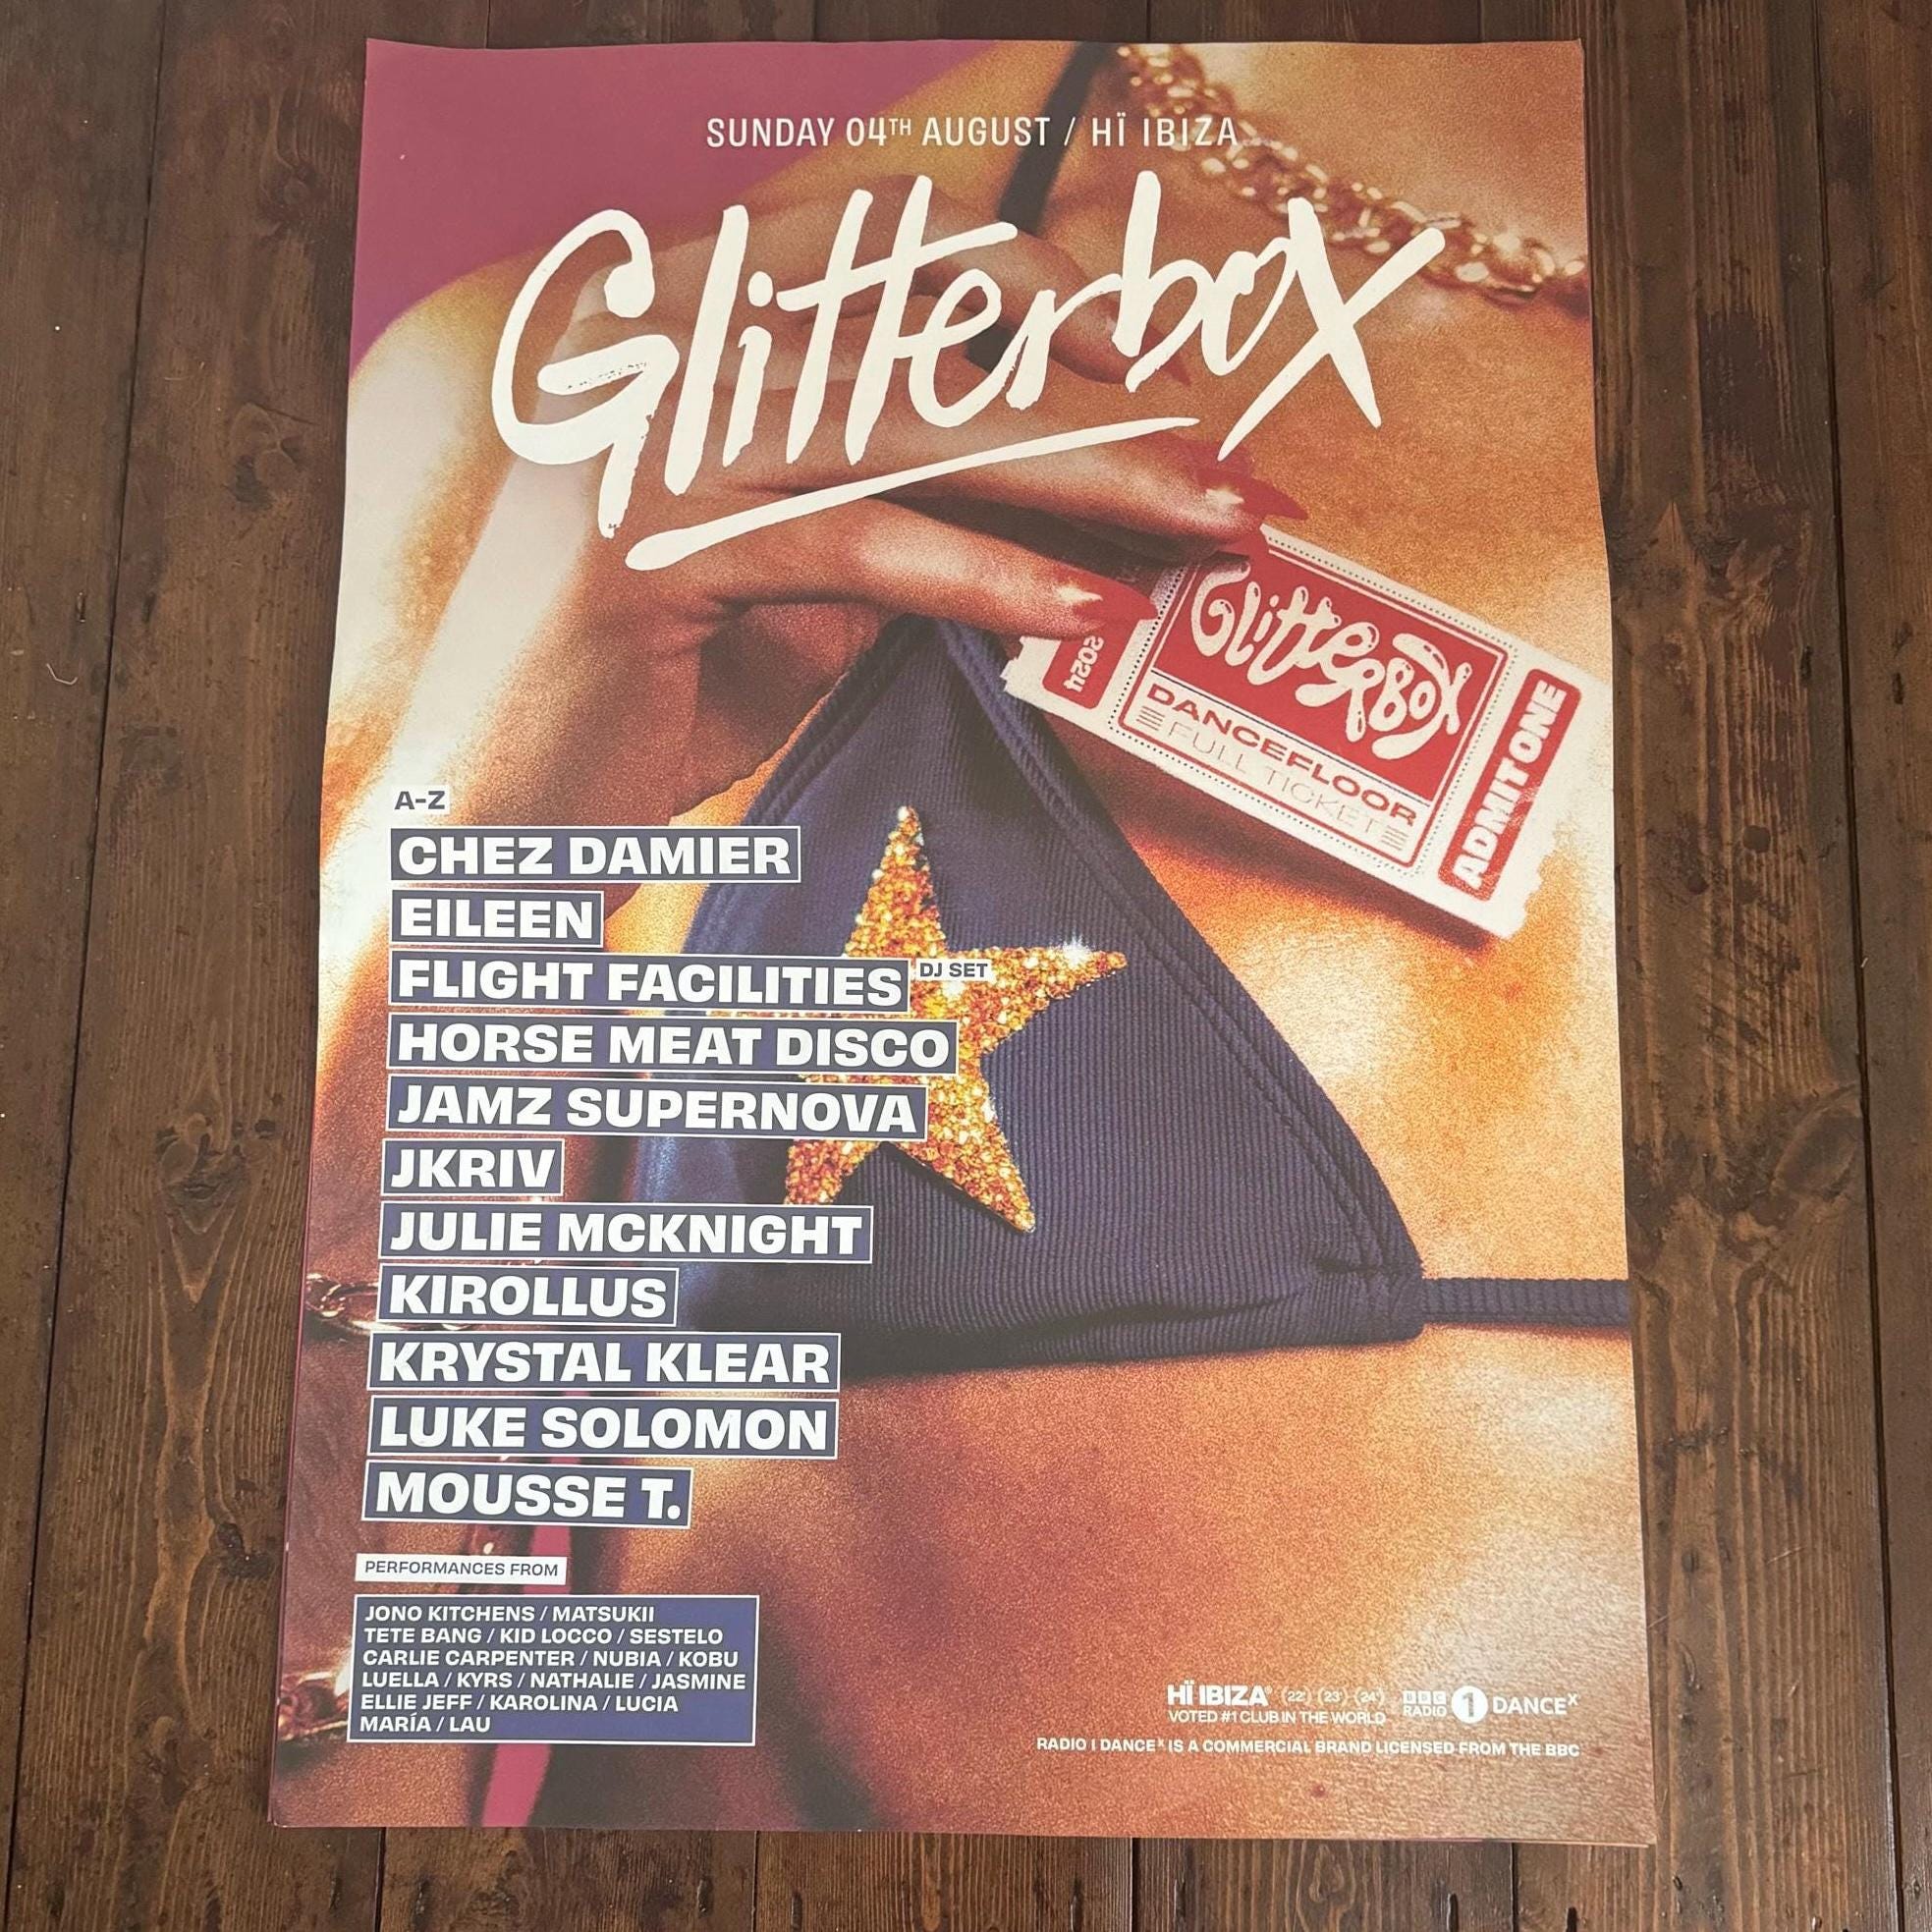 SUNDAY 04TH AUGUST / HÏ IBIZA
Glitterbox
2024
GLITTERBOX
DANCEFLOOR
FULL TICKET
ADMIT ONE
A-Z
CHEZ DAMIER
EILEEN
FLIGHT FACILITIES DJ SET
HORSE MEAT DISCO
JAMZ SUPERNOVA
JKRIV
JULIE MCKNIGHT
KIROLLUS
KRYSTAL KLEAR
LUKE SOLOMON
MOUSSE T.
PERFORMANCES FROM
JONO KITCHENS / MATSUKII
TETE BANG / KID LOCCO / SESTELO
CARLIE CARPENTER / NUBIA / KOBU
LUELLA / KYRS / NATHALIE / JASMINE
ELLIE JEFF / KAROLINA / LUCIA
MARÍA / LAU
HÏ IBIZA® (22') (23') (24')
VOTED #1 CLUB IN THE WORLD
BBC
RADIO 1 DANCEX
RADIO 1 DANCEX IS A COMMERCIAL BRAND LICENSED FROM THE BBC